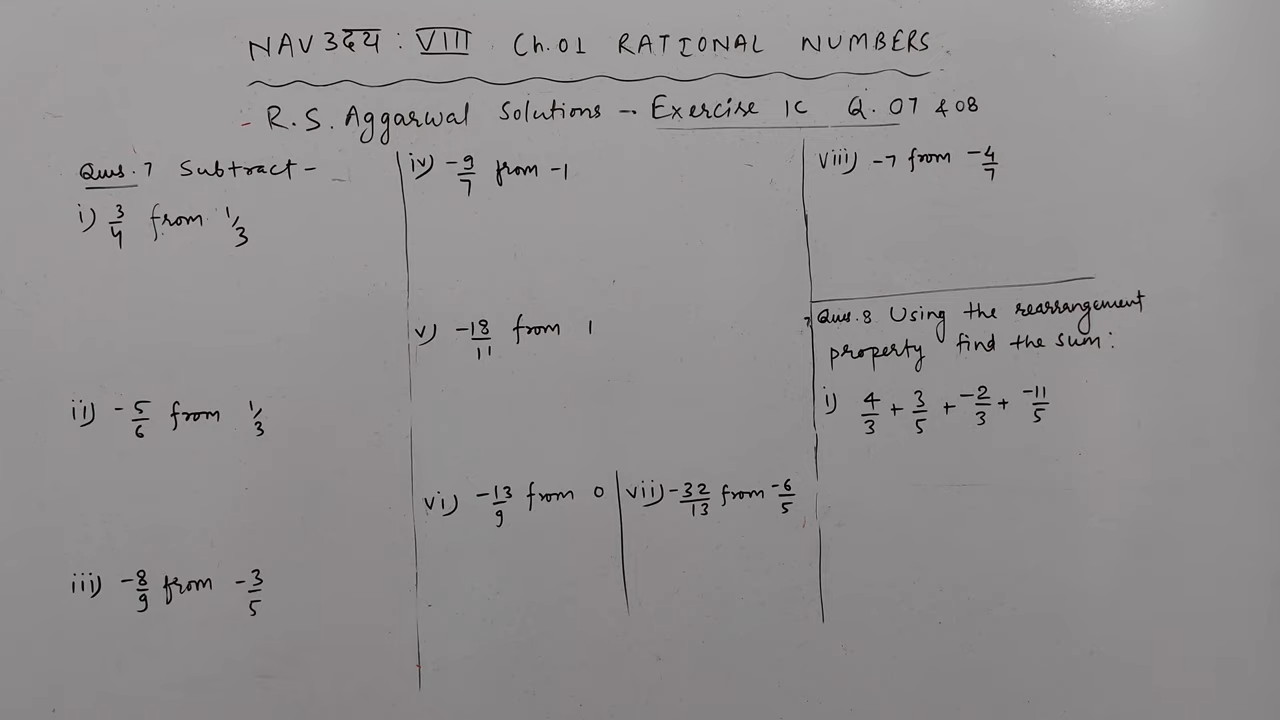 NAV उदय : VIII Ch.01 RATIONAL NUMBERS
- R.S. Aggarwal Solutions - Exercise 1C Q. 07 & 08
Qus. 7 Subtract -
i) 3/4 from 1/3
ii) -5/6 from 1/3
iii) -8/9 from -3/5
iv) -9/7 from -1
v) -18/11 from 1
vi) -13/9 from 0
vii) -32/13 from -6/5
viii) -7 from -4/7
Qus. 8 Using the rearrangement
property find the sum:
i) 4/3 + 3/5 + -2/3 + -11/5